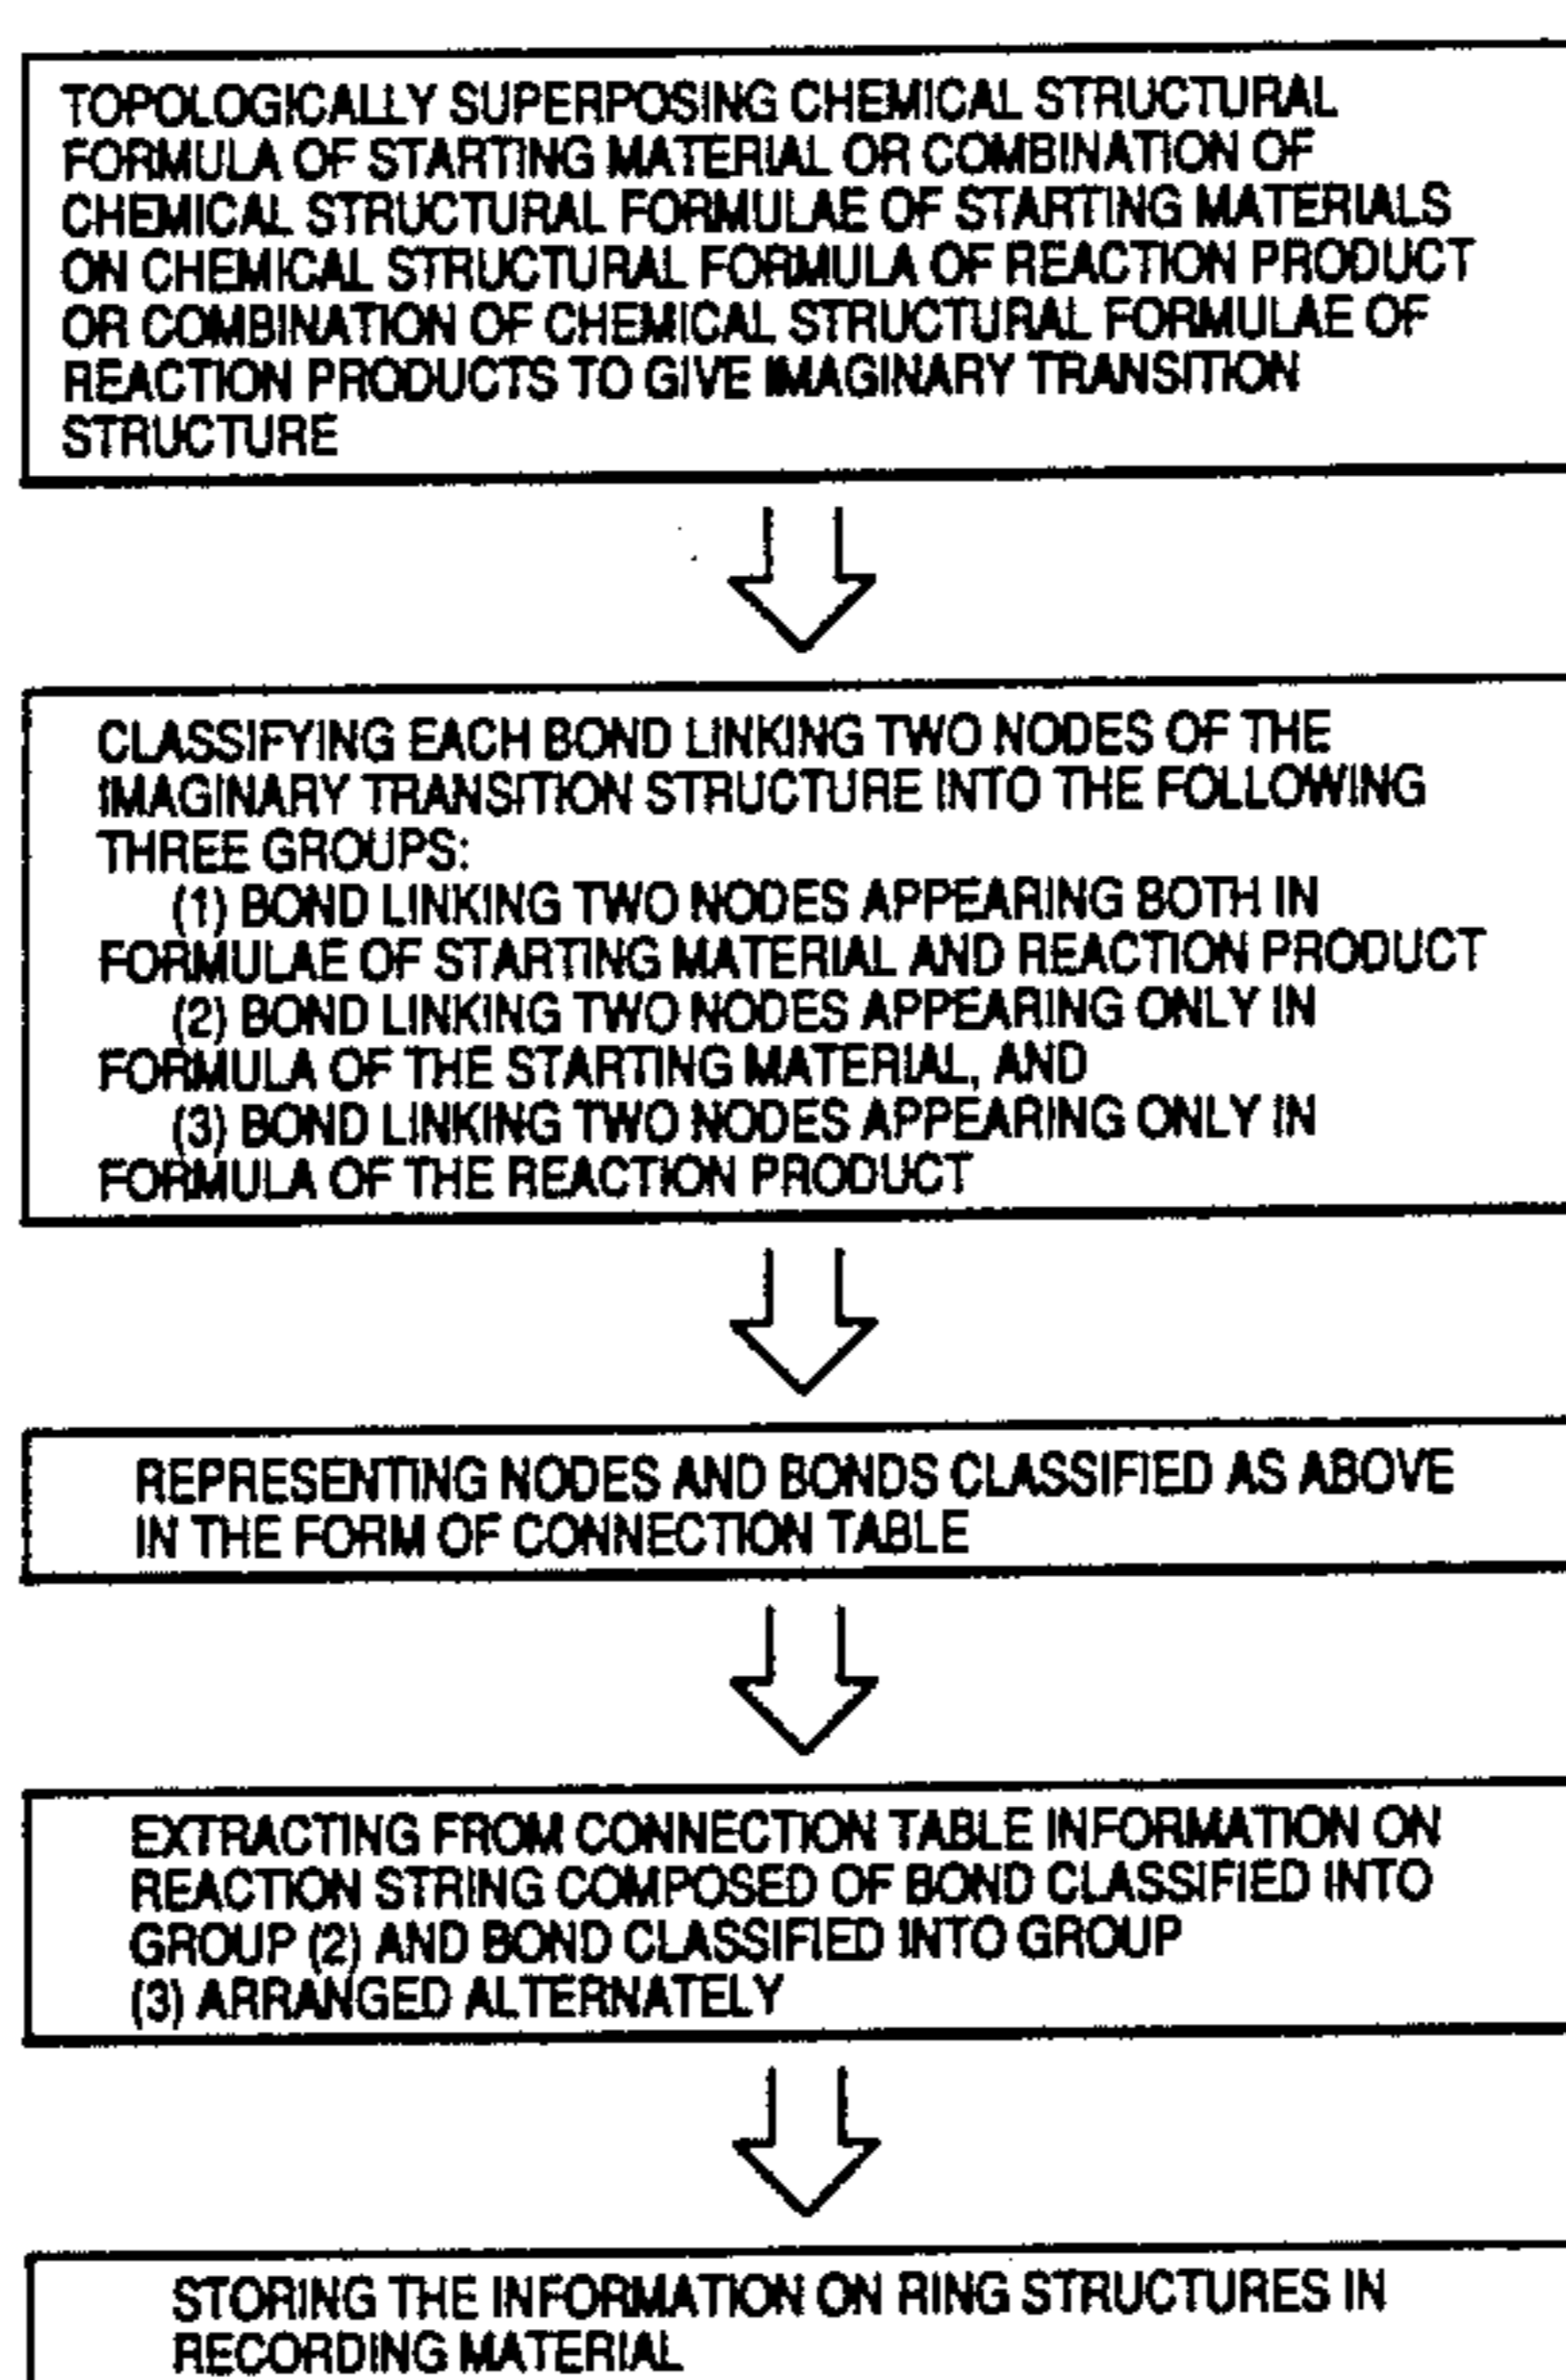 TOPOLOGICALLY SUPERPOSING CHEMICAL STRUCTURAL
FORMULA OF STARTING MATERIAL OR COMBINATION OF
CHEMICAL STRUCTURAL FORMULAE OF STARTING MATERIALS
ON CHEMICAL STRUCTURAL FORMULA OF REACTION PRODUCT
OR COMBINATION OF CHEMICAL STRUCTURAL FORMULAE OF
REACTION PRODUCTS TO GIVE IMAGINARY TRANSITION
STRUCTURE
CLASSIFYING EACH BOND LINKING TWO NODES OF THE
IMAGINARY TRANSITION STRUCTURE INTO THE FOLLOWING
THREE GROUPS:
(1) BOND LINKING TWO NODES APPEARING BOTH IN
FORMULAE OF STARTING MATERIAL AND REACTION PRODUCT
(2) BOND LINKING TWO NODES APPEARING ONLY IN
FORMULA OF THE STARTING MATERIAL, AND
(3) BOND LINKING TWO NODES APPEARING ONLY IN
FORMULA OF THE REACTION PRODUCT
REPRESENTING NODES AND BONDS CLASSIFIED AS ABOVE
IN THE FORM OF CONNECTION TABLE
EXTRACTING FROM CONNECTION TABLE INFORMATION ON
REACTION STRING COMPOSED OF BOND CLASSIFIED INTO
GROUP (2) AND BOND CLASSIFIED INTO GROUP
(3) ARRANGED ALTERNATELY
STORING THE INFORMATION ON RING STRUCTURES IN
RECORDING MATERIAL